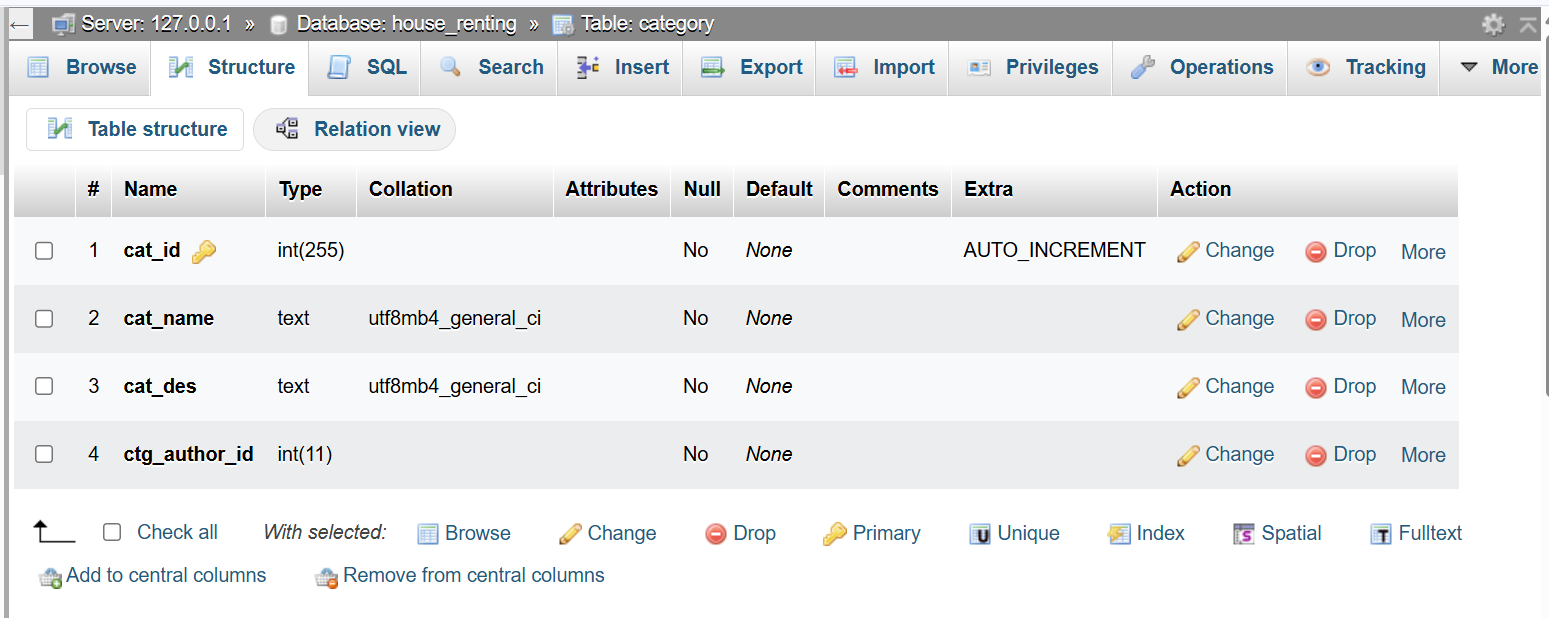 Server: 127.0.0.1 » Database: house_renting » Table: category
Browse Structure SQL Search Insert Export Import Privileges Operations Tracking More
Table structure Relation view
# Name Type Collation Attributes Null Default Comments Extra Action
1 cat_id int(255) No None AUTO_INCREMENT Change Drop More
2 cat_name text utf8mb4_general_ci No None Change Drop More
3 cat_des text utf8mb4_general_ci No None Change Drop More
4 ctg_author_id int(11) No None Change Drop More
Check all With selected: Browse Change Drop Primary Unique Index Spatial Fulltext
Add to central columns Remove from central columns